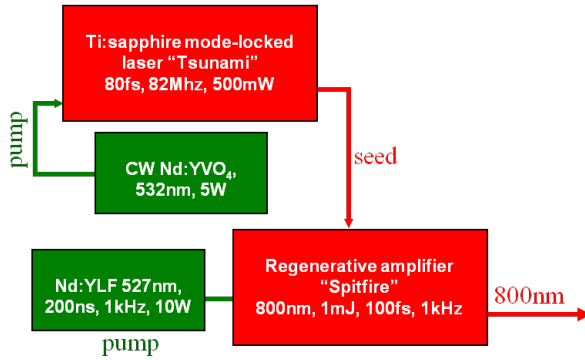 Ti:sapphire mode-locked
laser “Tsunami”
80fs, 82Mhz, 500mW
pump
CW Nd:YVO₄,
532nm, 5W
seed
Nd:YLF 527nm,
200ns, 1kHz, 10W
pump
Regenerative amplifier
“Spitfire”
800nm, 1mJ, 100fs, 1kHz
800nm